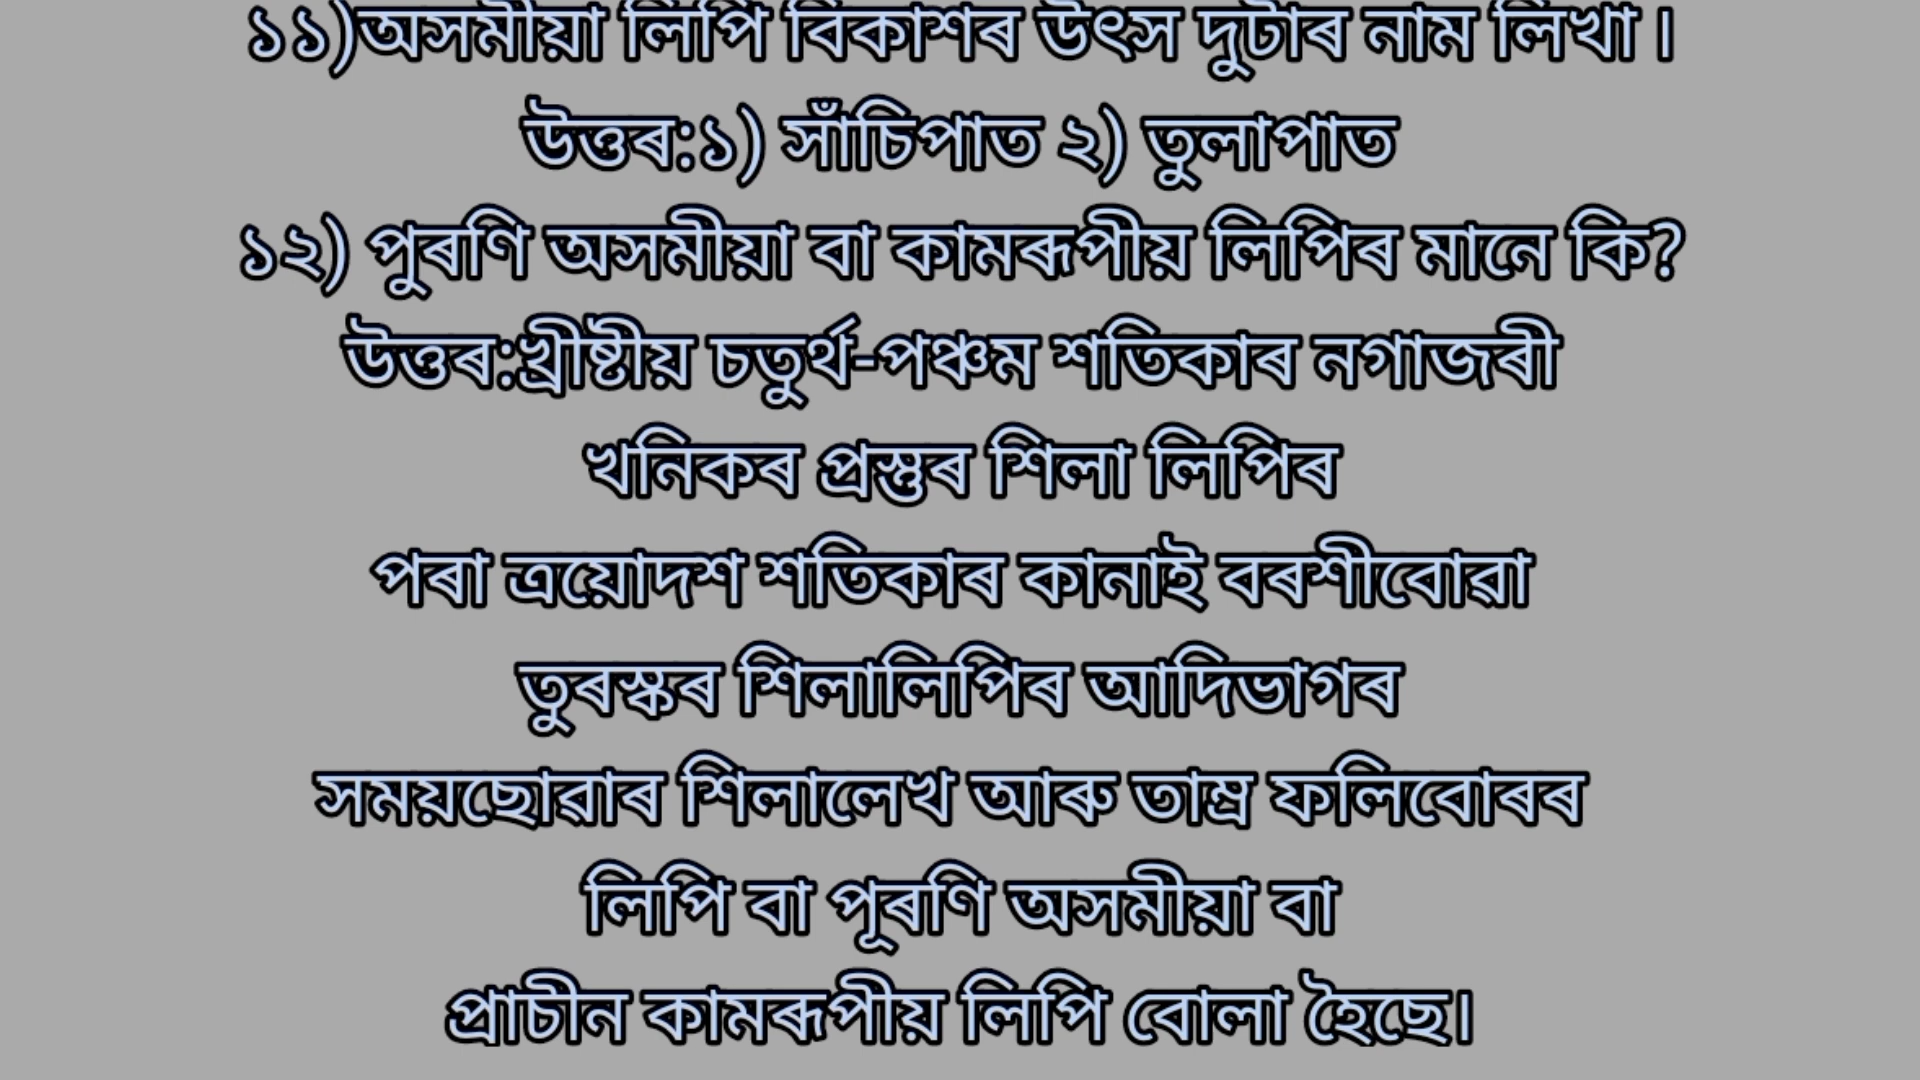 ১১)অসমীয়া লিপি বিকাশৰ উৎস দুটাৰ নাম লিখা ।
উত্তৰ:১) সাঁচিপাত ২) তুলাপাত
১২) পুৰণি অসমীয়া বা কামৰূপীয় লিপিৰ মানে কি?
উত্তৰ:খ্ৰীষ্টীয় চতুৰ্থ-পঞ্চম শতিকাৰ নগাজৰী
খনিকৰ প্ৰস্তুৰ শিলা লিপিৰ
পৰা ত্ৰয়োদশ শতিকাৰ কানাই বৰশীবোৱা
তুৰস্কৰ শিলালিপিৰ আদিভাগৰ
সময়ছোৱাৰ শিলালেখ আৰু তাম্ৰ ফলিবোৰৰ
লিপি বা পূৰণি অসমীয়া বা
প্ৰাচীন কামৰূপীয় লিপি বোলা হৈছে।